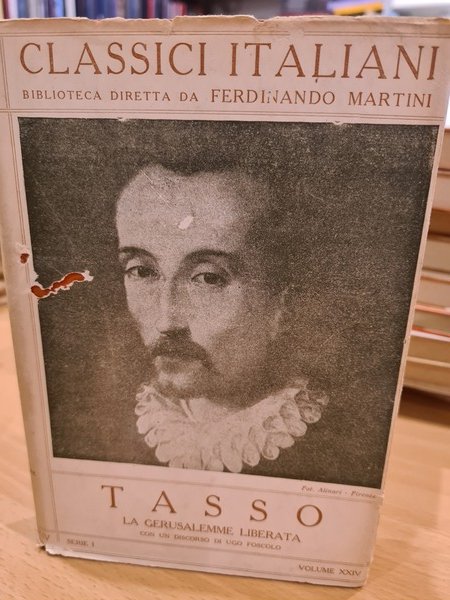 CLASSICI ITALIANI
BIBLIOTECA DIRETTA DA FERDINANDO MARTINI
Fot. Alinari - Firenze
TASSO
LA GERUSALEMME LIBERATA
CON UN DISCORSO DI UGO FOSCOLO
SERIE I
VOLUME XXIV